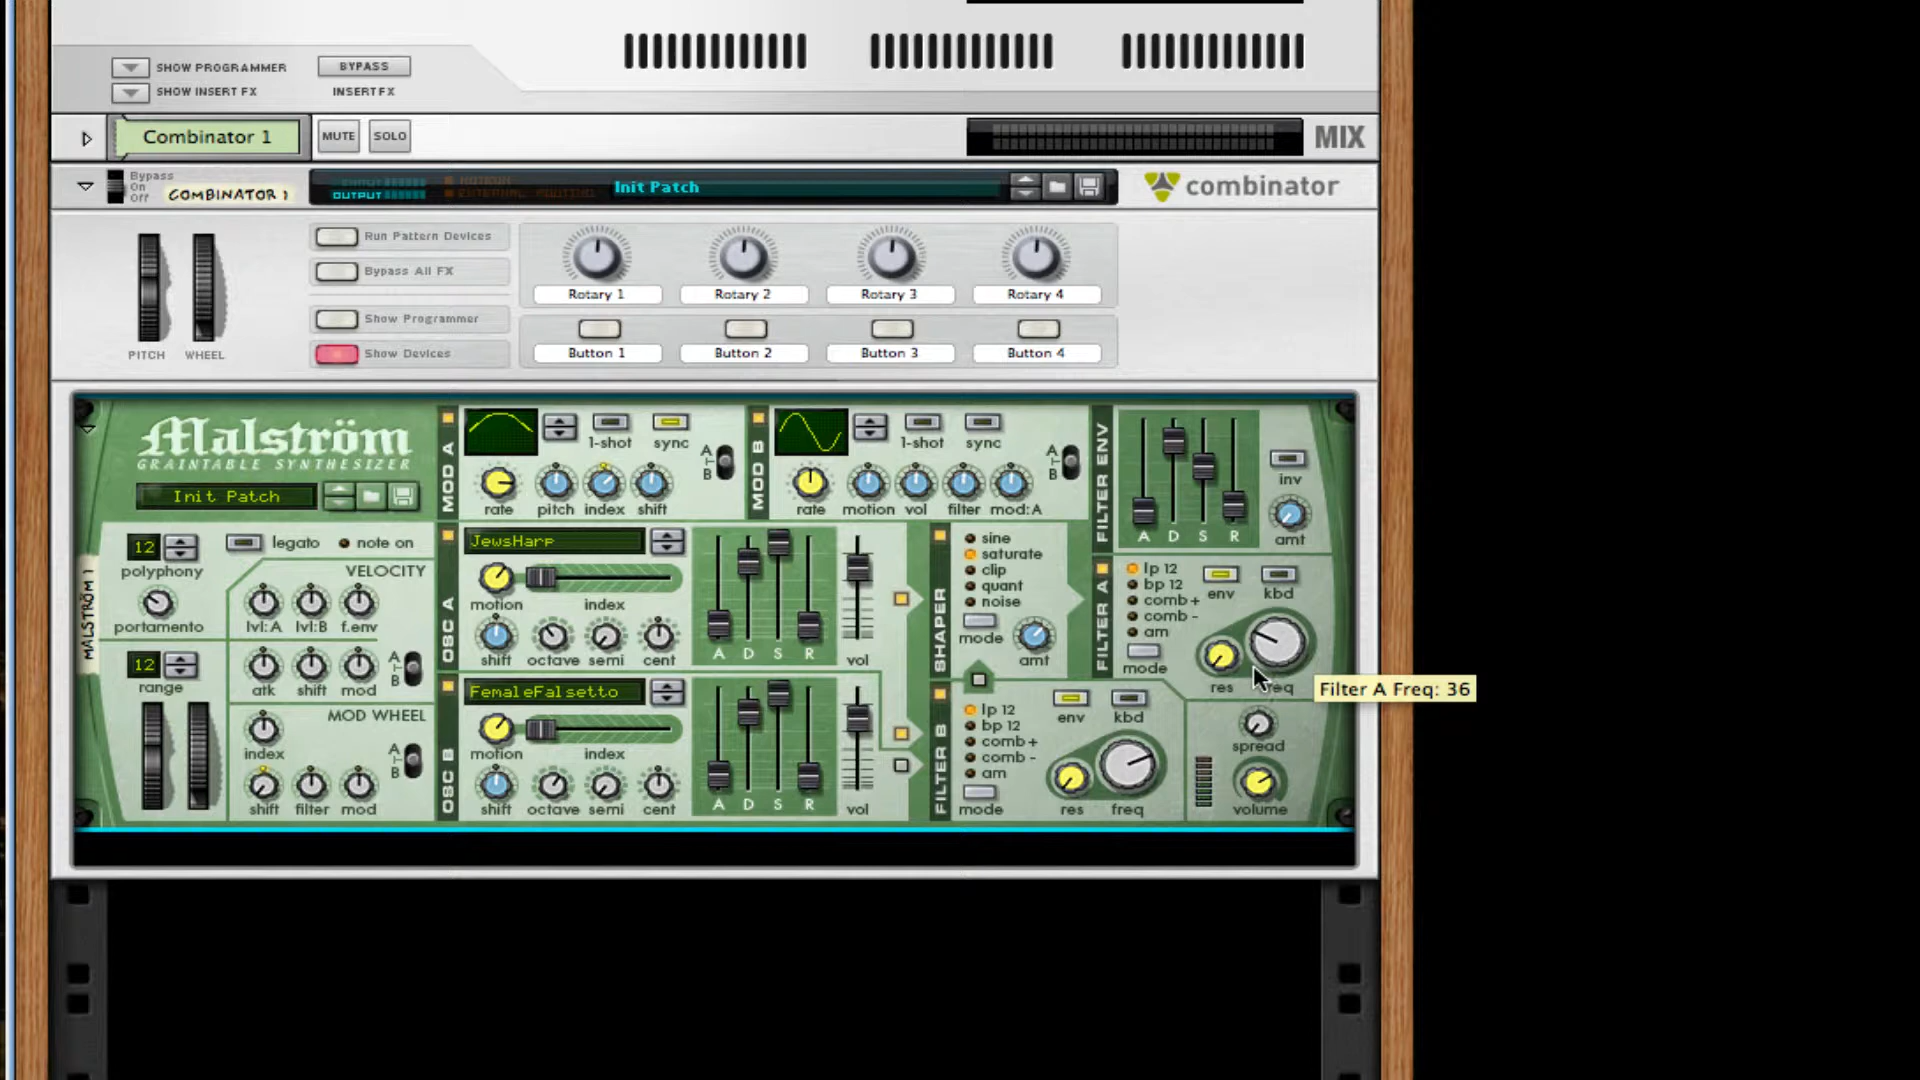 SHOW PROGRAMMER
BYPASS
SHOW INSERT FX
INSERT FX
Combinator 1
MUTE
SOLO
MIX
Bypass
On
Off
COMBINATOR 1
OUTPUT
Init Patch
combinator
Run Pattern Devices
Bypass All FX
Rotary 1
Rotary 2
Rotary 3
Rotary 4
Show Programmer
Show Devices
Button 1
Button 2
Button 3
Button 4
PITCH
WHEEL
Malström
GRAINTABLE SYNTHESIZER
Init Patch
MOD A
1-shot
sync
A
B
rate
pitch
index
shift
MOD B
1-shot
sync
A
B
rate
motion
vol
filter
mod:A
FILTER ENV
A
D
S
R
inv
amt
MALSTRÖM 1
12
polyphony
portamento
legato
note on
VELOCITY
lvl:A
lvl:B
f.env
12
range
atk
shift
mod
A
B
MOD WHEEL
index
A
B
shift
filter
mod
OSC A
JewsHarp
motion
index
shift
octave
semi
cent
A
D
S
R
vol
OSC B
FemaleFalsetto
motion
index
shift
octave
semi
cent
A
D
S
R
vol
SHAPER
sine
saturate
clip
quant
noise
mode
amt
FILTER A
lp 12
bp 12
comb +
comb -
am
mode
env
kbd
res
freq
Filter A Freq: 36
FILTER B
lp 12
bp 12
comb +
comb -
am
mode
env
kbd
res
freq
spread
volume